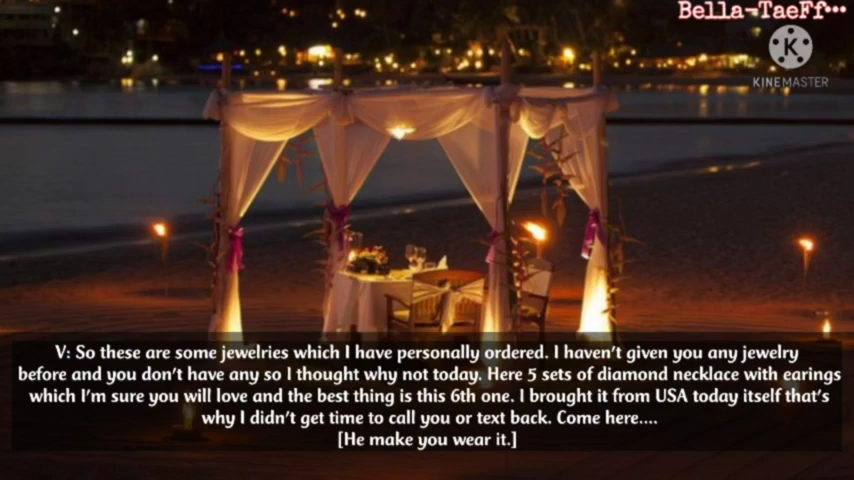 Bella-TaeFf...
KINEMASTER
V: So these are some jewelries which I have personally ordered. I haven't given you any jewelry
before and you don't have any so I thought why not today. Here 5 sets of diamond necklace with earings
which I'm sure you will love and the best thing is this 6th one. I brought it from USA today itself that's
why I didn't get time to call you or text back. Come here....
[He make you wear it.]